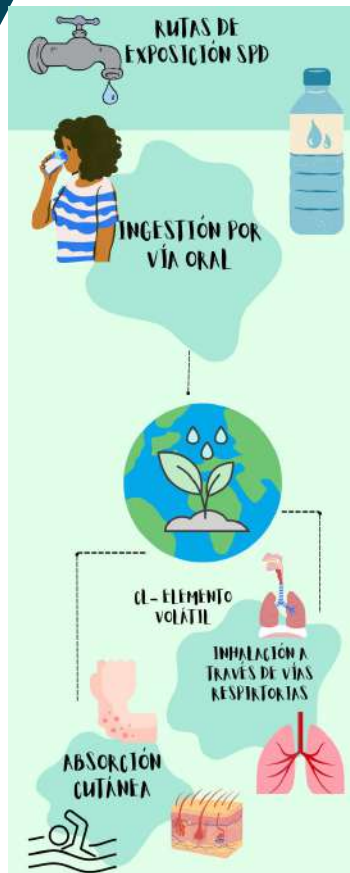 RUTAS DE
EXPOSICIÓN SPD
INGESTIÓN POR
VÍA ORAL
CL- ELEMENTO
VOLÁTIL
INHALACIÓN A
TRAVÉS DE VÍAS
RESPIRTORIAS
ABSORCIÓN
CUTÁNEA